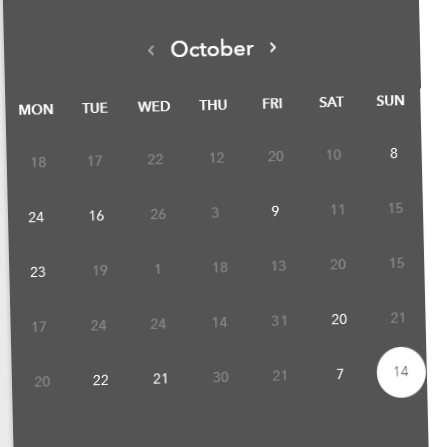 ‹ October ›
MON TUE WED THU FRI SAT SUN
18 17 22 12 20 10 8
24 16 26 3 9 11 15
23 19 1 18 13 20 15
17 24 24 14 31 20 21
20 22 21 30 21 7 14